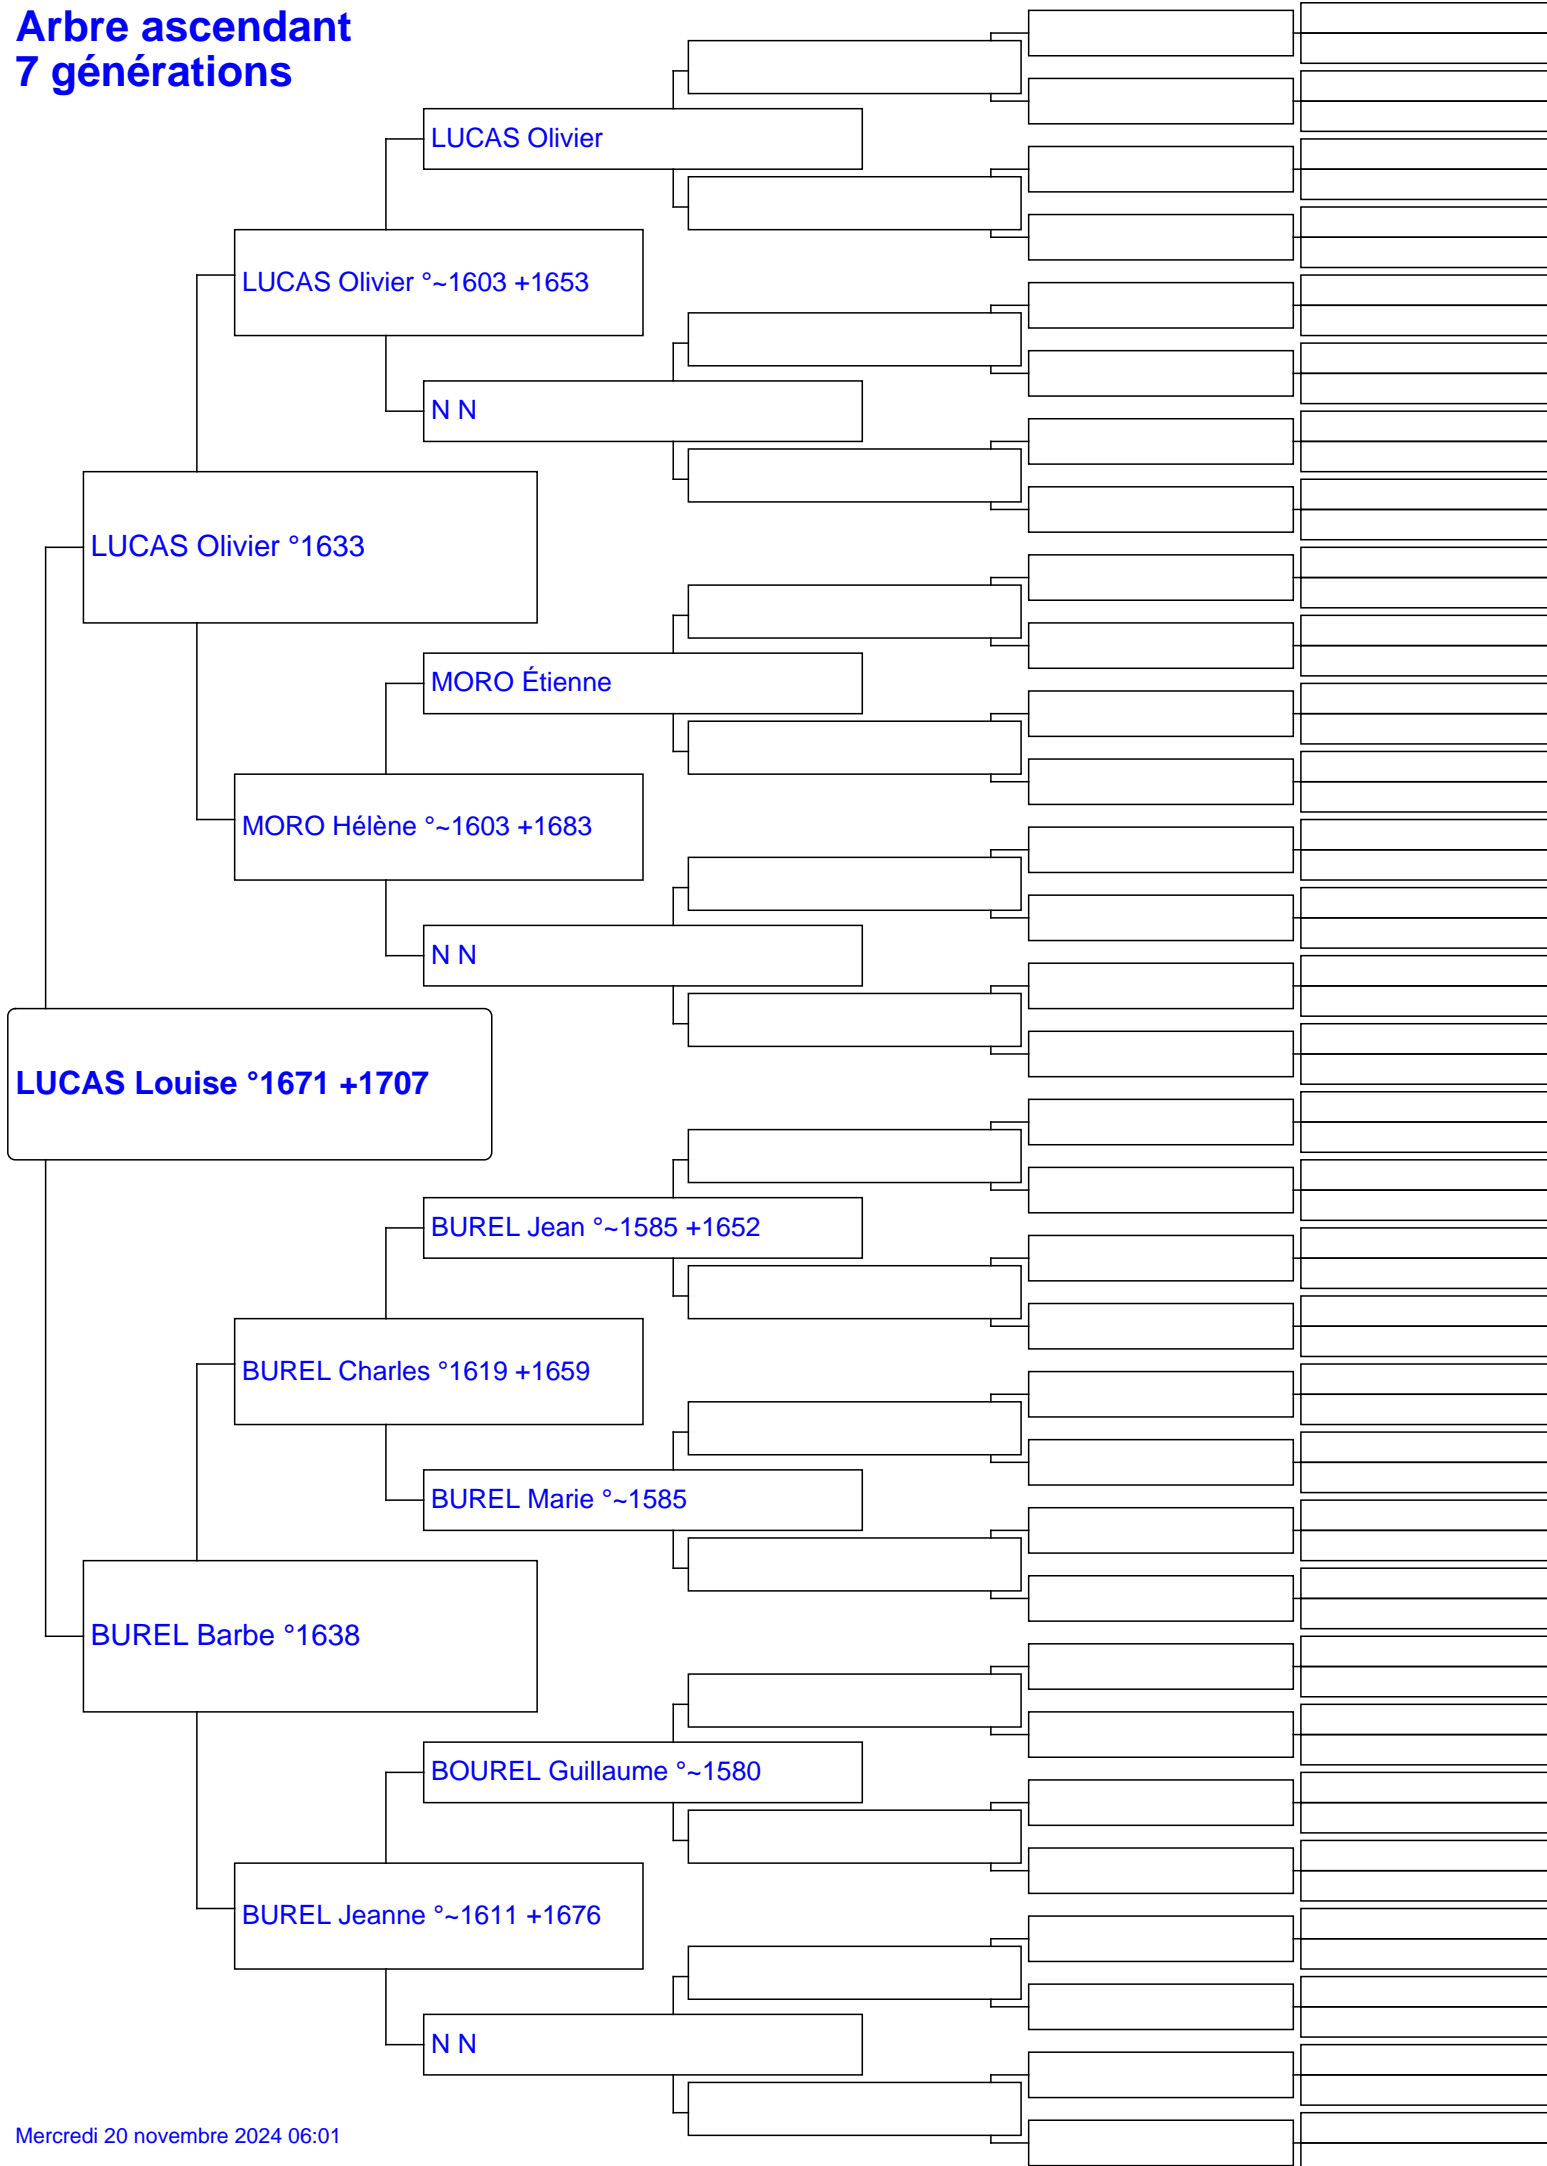 Arbre ascendant
7 générations
LUCAS Olivier
LUCAS Olivier °~1603 +1653
N N
LUCAS Olivier °1633
MORO Étienne
MORO Hélène °~1603 +1683
N N
LUCAS Louise °1671 +1707
BUREL Jean °~1585 +1652
BUREL Charles °1619 +1659
BUREL Marie °~1585
BUREL Barbe °1638
BOUREL Guillaume °~1580
BUREL Jeanne °~1611 +1676
N N
Mercredi 20 novembre 2024 06:01